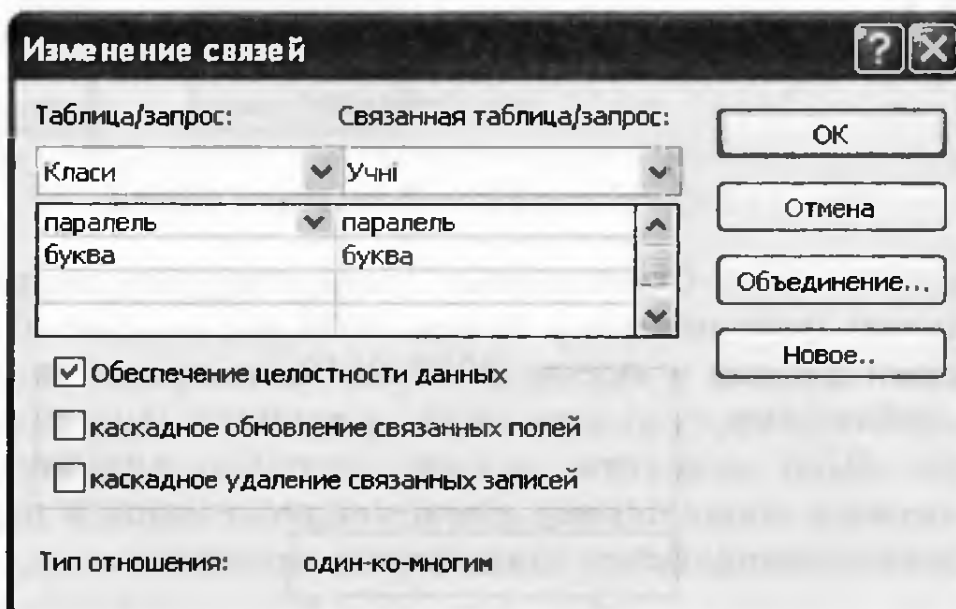 Изменение связей
Таблица/запрос: Связанная таблица/запрос:
Класи Учні
паралель паралель
буква буква
Обеспечение целостности данных
каскадное обновление связанных полей
каскадное удаление связанных записей
Тип отношения: один-ко-многим
ОК
Отмена
Объединение...
Новое..